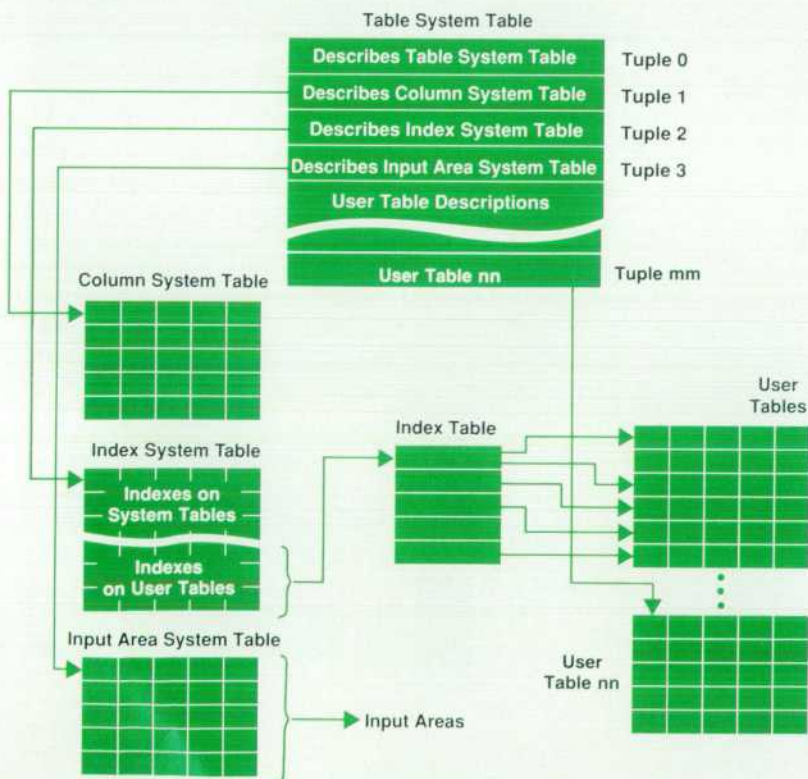 Table System Table
Describes Table System Table
Tuple 0
Describes Column System Table
Tuple 1
Describes Index System Table
Tuple 2
Describes Input Area System Table
Tuple 3
User Table Descriptions
User Table nn
Tuple mm
Column System Table
User
Tables
Index Table
Index System Table
Indexes on
System Tables
Indexes
on User Tables
Input Area System Table
User
Table nn
Input Areas